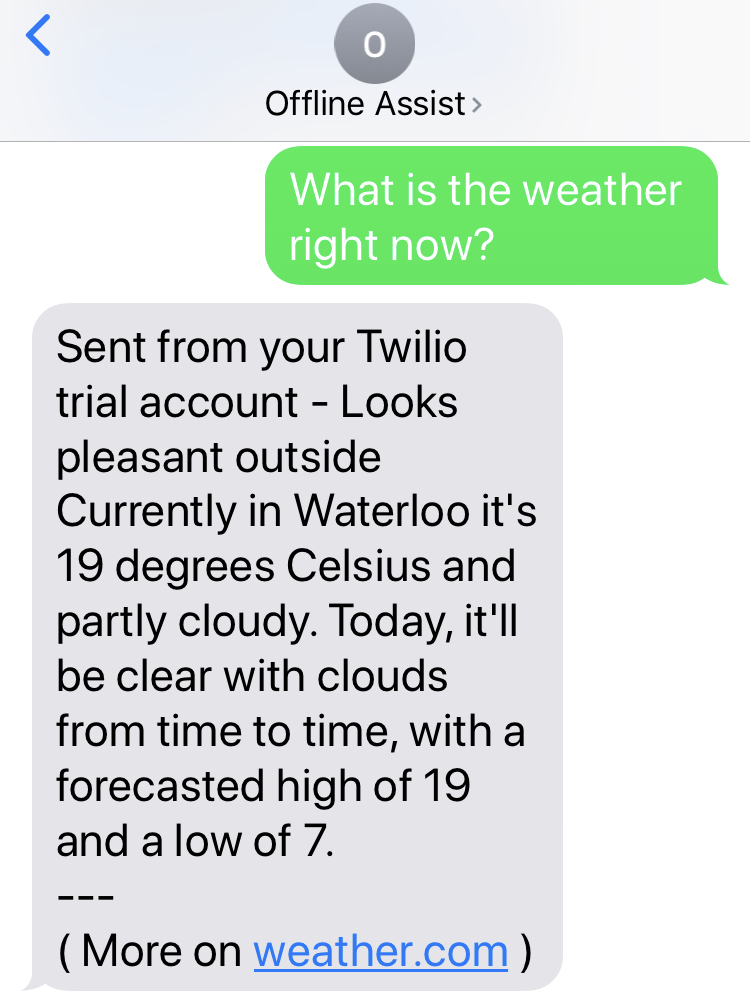 O
Offline Assist
What is the weather
right now?
Sent from your Twilio
trial account - Looks
pleasant outside
Currently in Waterloo it's
19 degrees Celsius and
partly cloudy. Today, it'll
be clear with clouds
from time to time, with a
forecasted high of 19
and a low of 7.
---
( More on weather.com )